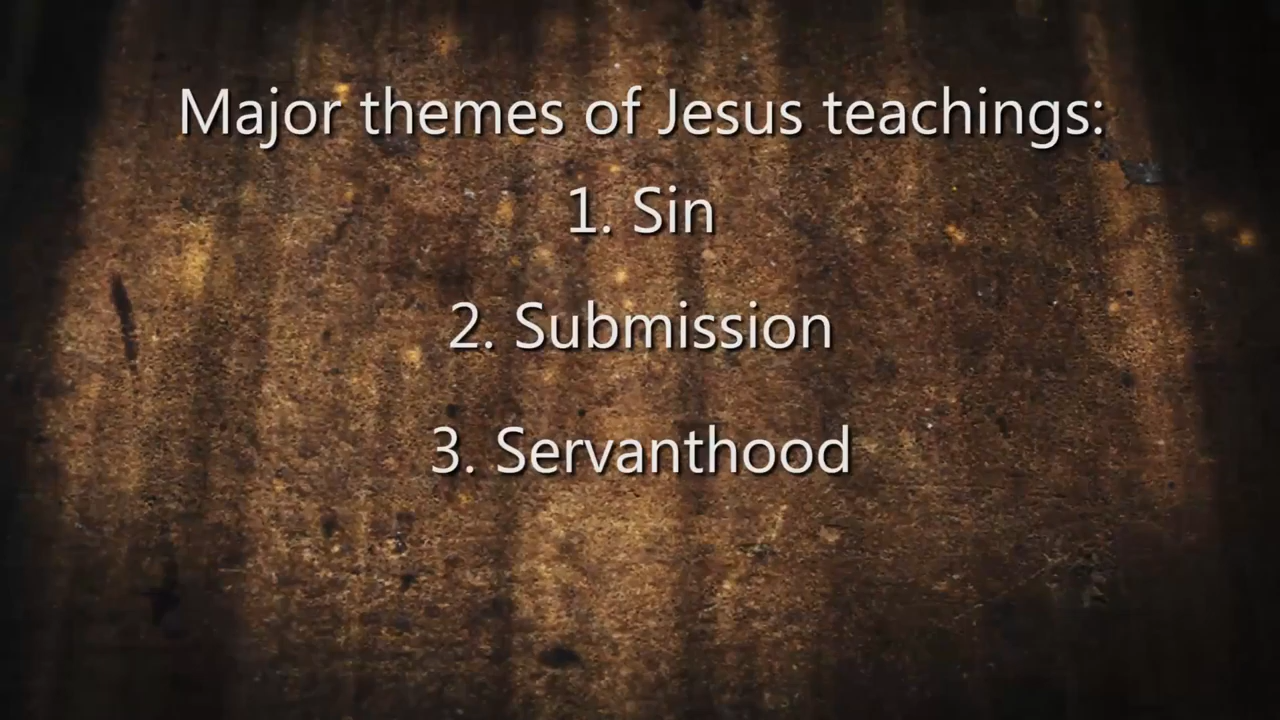 Major themes of Jesus teachings:
1. Sin
2. Submission
3. Servanthood